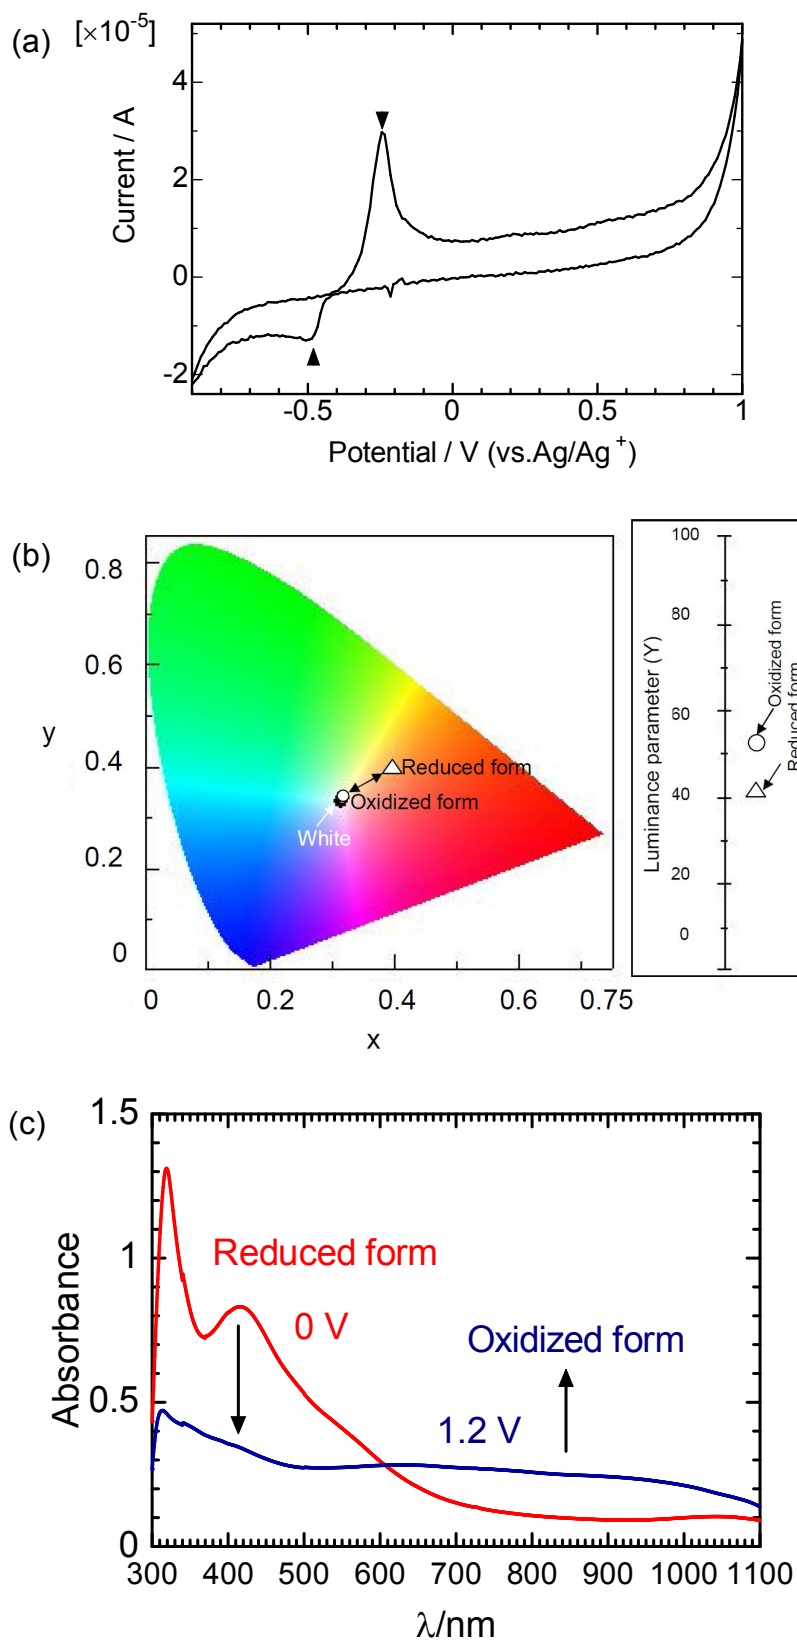 (a)
[×10⁻⁵]
4
2
0
-2
Current / A
-0.5
0
0.5
1
Potential / V (vs.Ag/Ag⁺)
(b)
0.8
0.6
y
0.4
0.2
0
Reduced form
Oxidized form
White
0
0.2
0.4
0.6
0.75
x
100
80
60
40
20
0
Luminance parameter (Y)
Oxidized form
Reduced form
(c)
1.5
1
0.5
0
Absorbance
Reduced form
0 V
Oxidized form
1.2 V
300 400 500 600 700 800 900 1000 1100
λ/nm